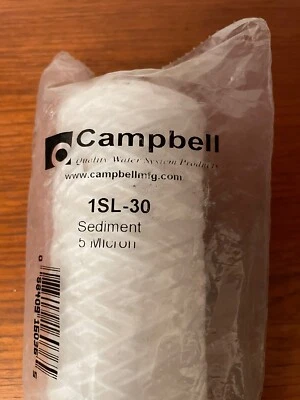 Campbell
Quality Water System Products
www.campbellmfg.com
1SL-30
Sediment
5 Micron